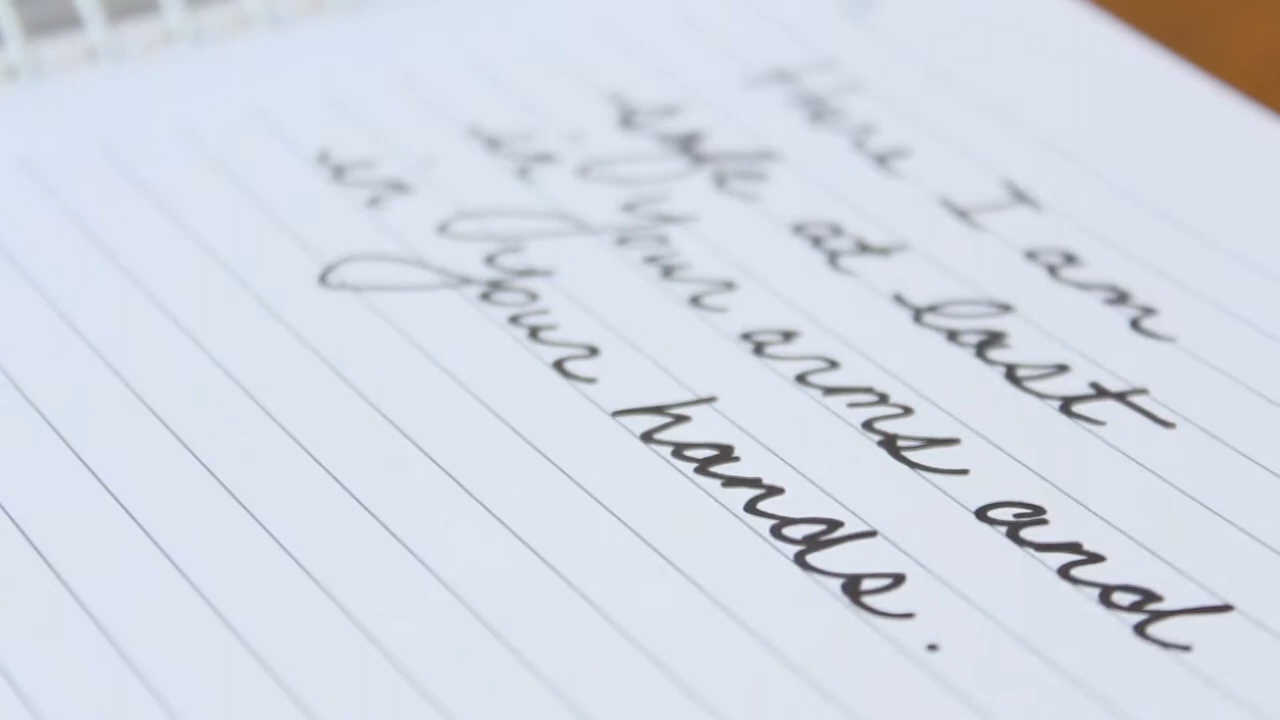 Here I am
safe at last
in your arms and
in your hands.